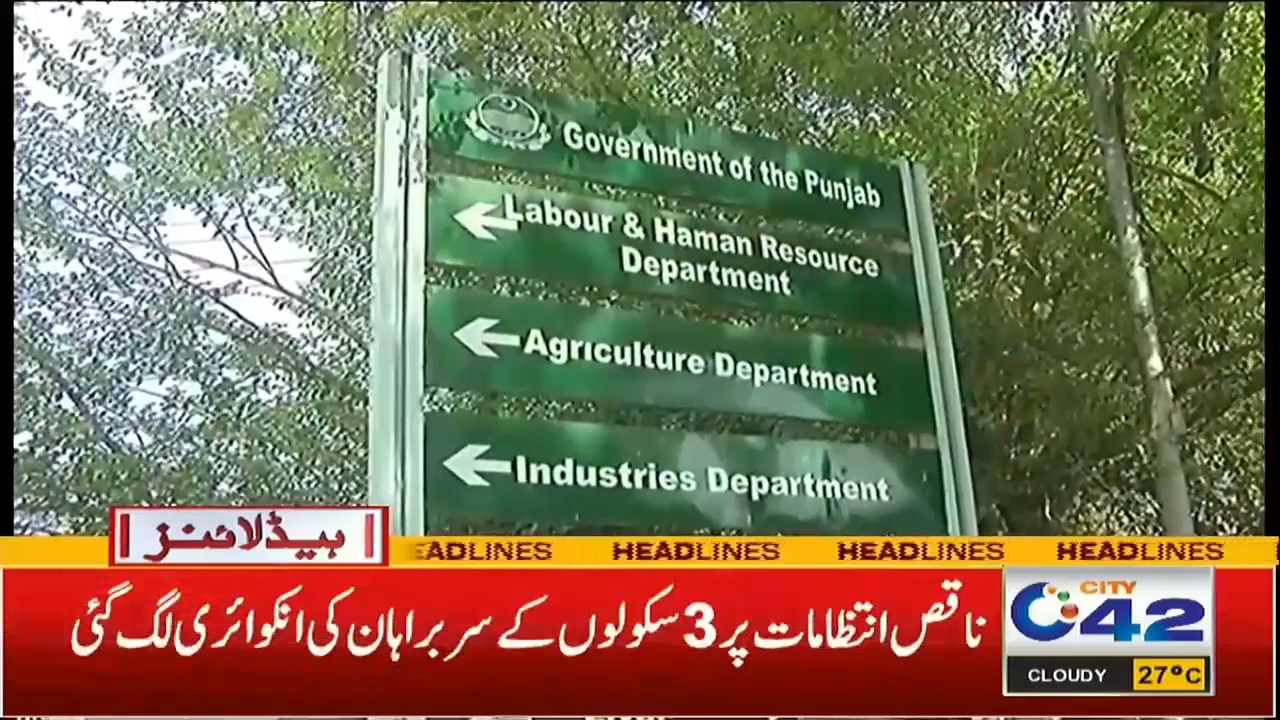 Government of the Punjab
Labour & Haman Resource
Department
Agriculture Department
Industries Department
ہیڈلائنز
EADLINES HEADLINES HEADLINES HEADLINES
ناقص انتظامات پر 3 سکولوں کے سربراہان کی انکوائری لگ گئی
CITY
42
CLOUDY 27°C